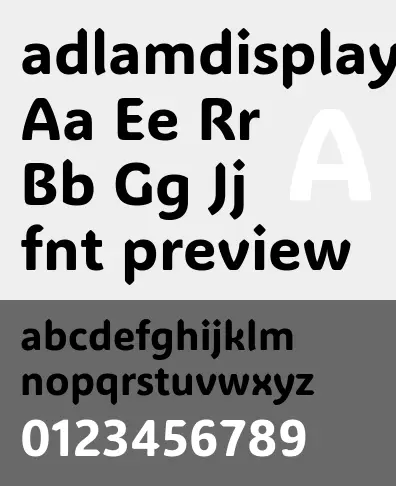 adlamdisplay
Aa Ee Rr
A
Bb Gg Jj
fnt preview
abcdefghijklm
nopqrstuvwxyz
0123456789